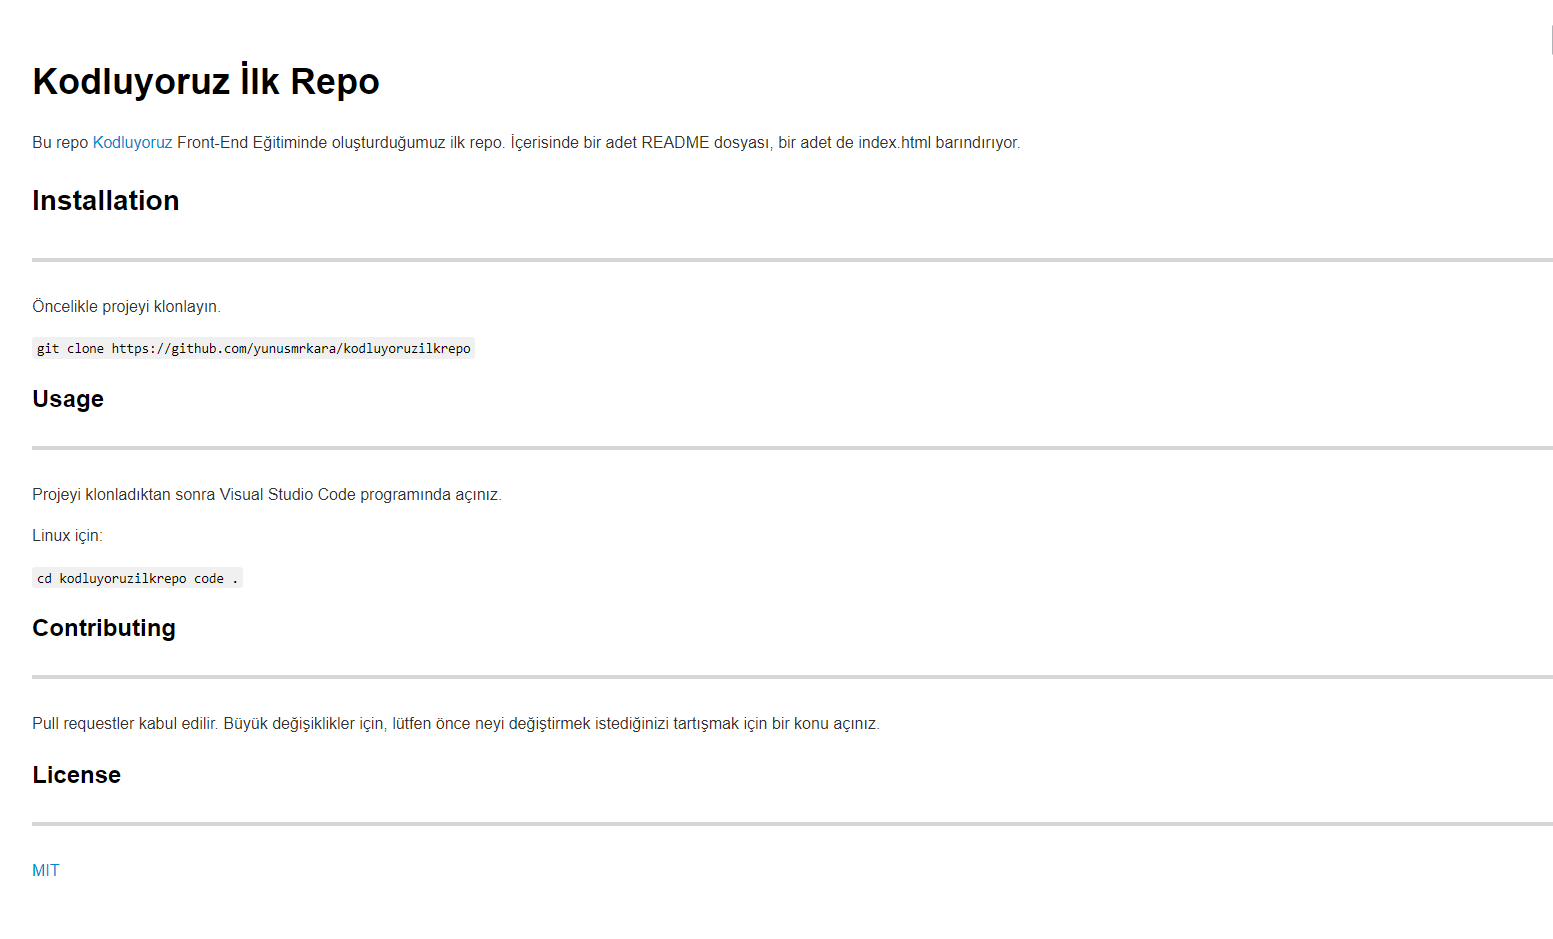 Kodluyoruz İlk Repo
Bu repo Kodluyoruz Front-End Eğitiminde oluşturduğumuz ilk repo. İçerisinde bir adet README dosyası, bir adet de index.html barındırıyor.
Installation
Öncelikle projeyi klonlayın.
git clone https://github.com/yunusmrkara/kodluyoruzilkrepo
Usage
Projeyi klonladıktan sonra Visual Studio Code programında açınız.
Linux için:
cd kodluyoruzilkrepo code .
Contributing
Pull requestler kabul edilir. Büyük değişiklikler için, lütfen önce neyi değiştirmek istediğinizi tartışmak için bir konu açınız.
License
MIT